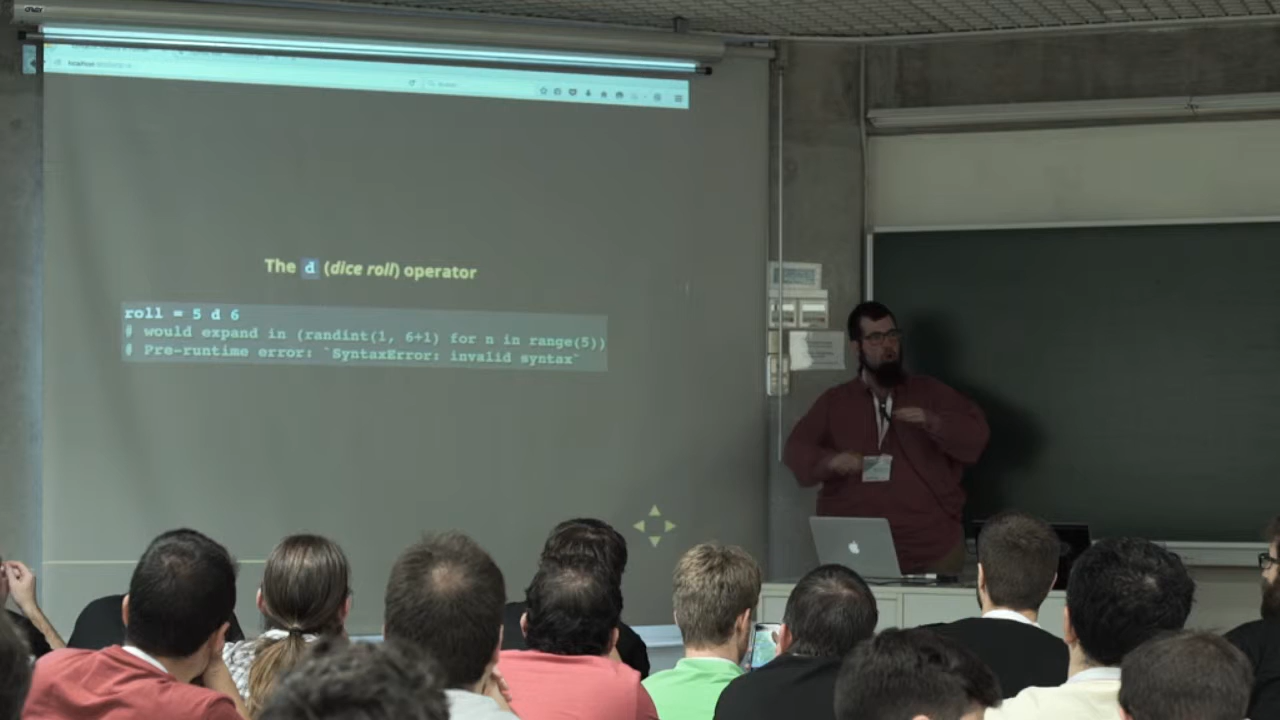 localhost
The d (dice roll) operator
roll = 5 d 6
# would expand in (randint(1, 6+1) for n in range(5))
# Pre-runtime error: `SyntaxError: invalid syntax`